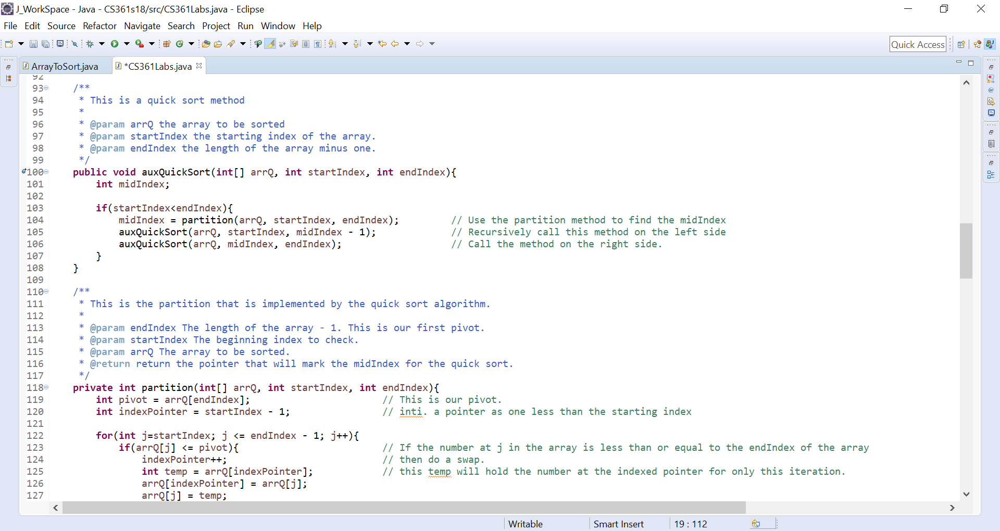 J_WorkSpace - Java - CS361s18/src/CS361Labs.java - Eclipse
File Edit Source Refactor Navigate Search Project Run Window Help
Quick Access
ArrayToSort.java *CS361Labs.java
92
93 /**
94 * This is a quick sort method
95 *
96 * @param arrQ the array to be sorted
97 * @param startIndex the starting index of the array.
98 * @param endIndex the length of the array minus one.
99 */
100 public void auxQuickSort(int[] arrQ, int startIndex, int endIndex){
101 int midIndex;
102
103 if(startIndex<endIndex){
104 midIndex = partition(arrQ, startIndex, endIndex); // Use the partition method to find the midIndex
105 auxQuickSort(arrQ, startIndex, midIndex - 1); // Recursively call this method on the left side
106 auxQuickSort(arrQ, midIndex, endIndex); // Call the method on the right side.
107 }
108 }
109
110 /**
111 * This is the partition that is implemented by the quick sort algorithm.
112 *
113 * @param endIndex The length of the array - 1. This is our first pivot.
114 * @param startIndex The beginning index to check.
115 * @param arrQ The array to be sorted.
116 * @return return the pointer that will mark the midIndex for the quick sort.
117 */
118 private int partition(int[] arrQ, int startIndex, int endIndex){
119 int pivot = arrQ[endIndex]; // This is our pivot.
120 int indexPointer = startIndex - 1; // inti. a pointer as one less than the starting index
121
122 for(int j=startIndex; j <= endIndex - 1; j++){
123 if(arrQ[j] <= pivot){ // If the number at j in the array is less than or equal to the endIndex of the array
124 indexPointer++; // then do a swap.
125 int temp = arrQ[indexPointer]; // this temp will hold the number at the indexed pointer for only this iteration.
126 arrQ[indexPointer] = arrQ[j];
127 arrQ[j] = temp;
Writable Smart Insert 19 : 112